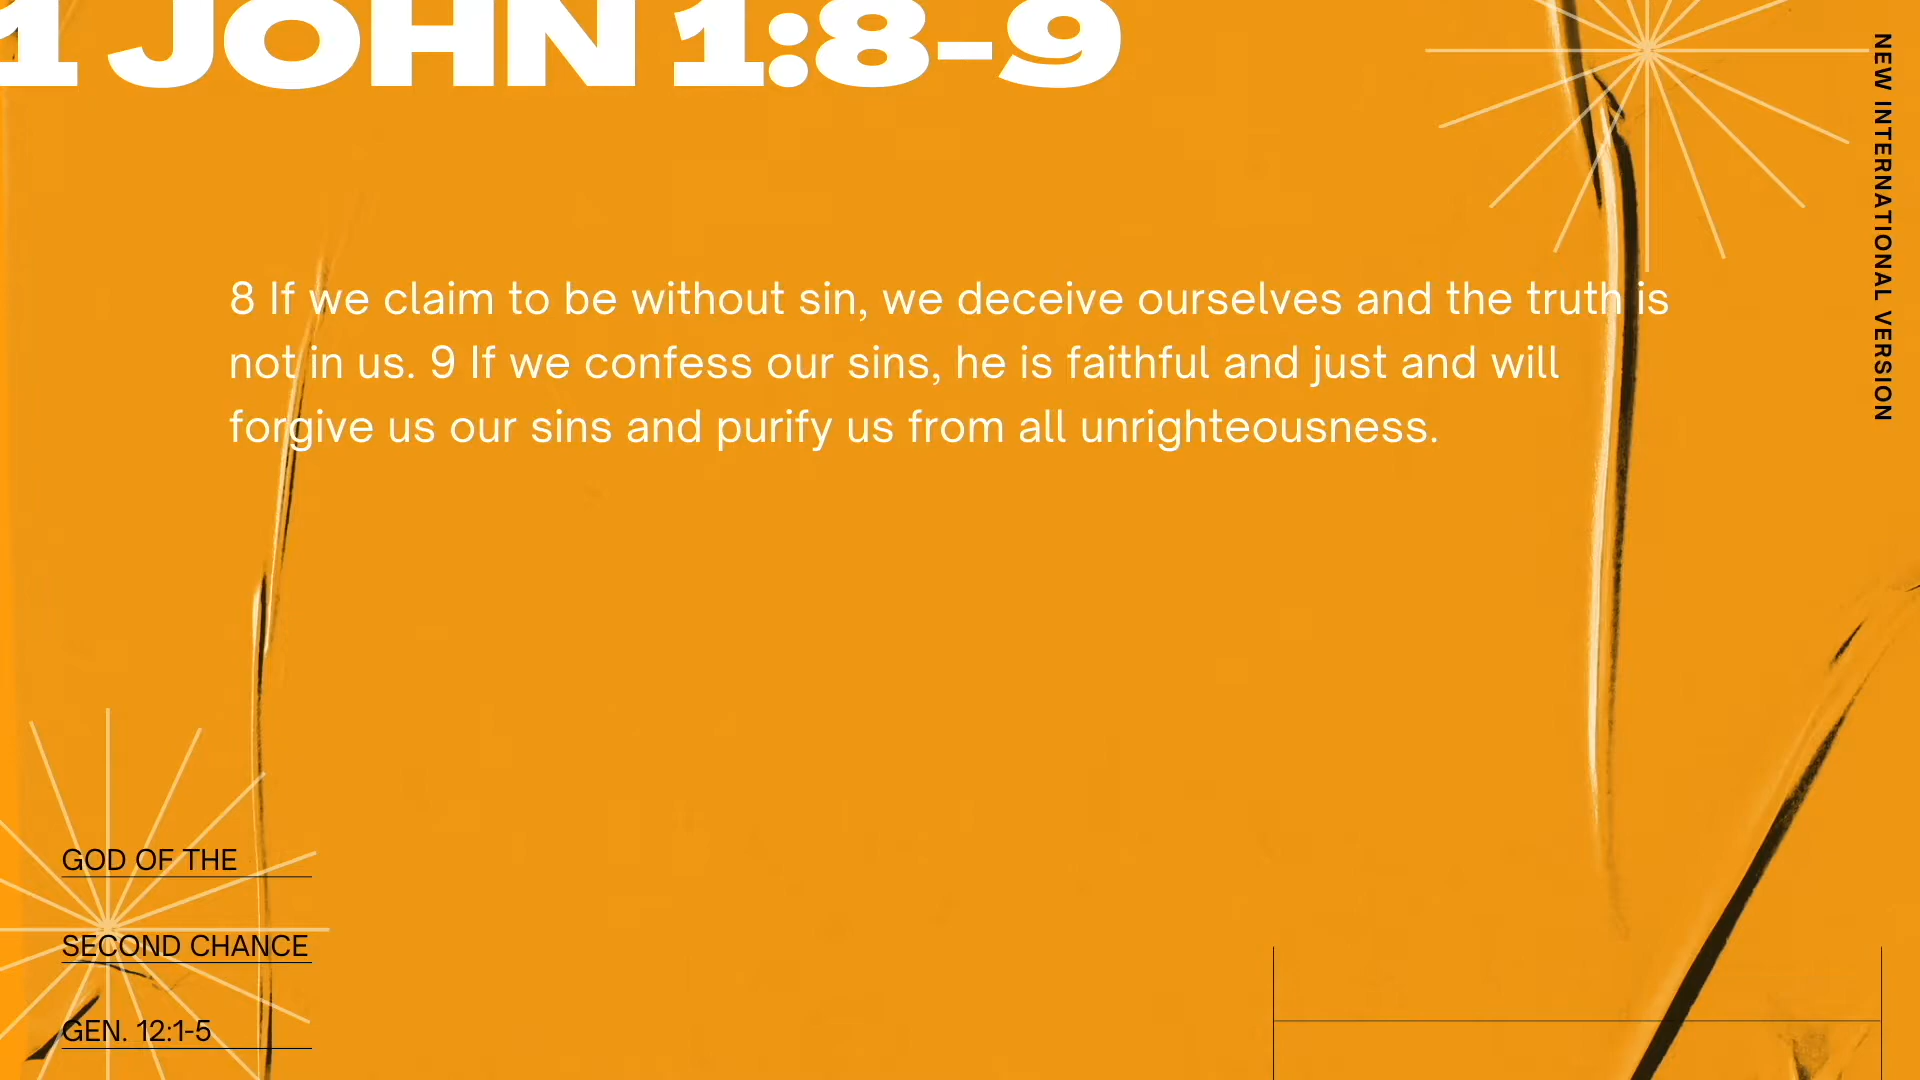 1 JOHN 1:8-9
NEW INTERNATIONAL VERSION
8 If we claim to be without sin, we deceive ourselves and the truth is
not in us. 9 If we confess our sins, he is faithful and just and will
forgive us our sins and purify us from all unrighteousness.
GOD OF THE
SECOND CHANCE
GEN. 12:1-5